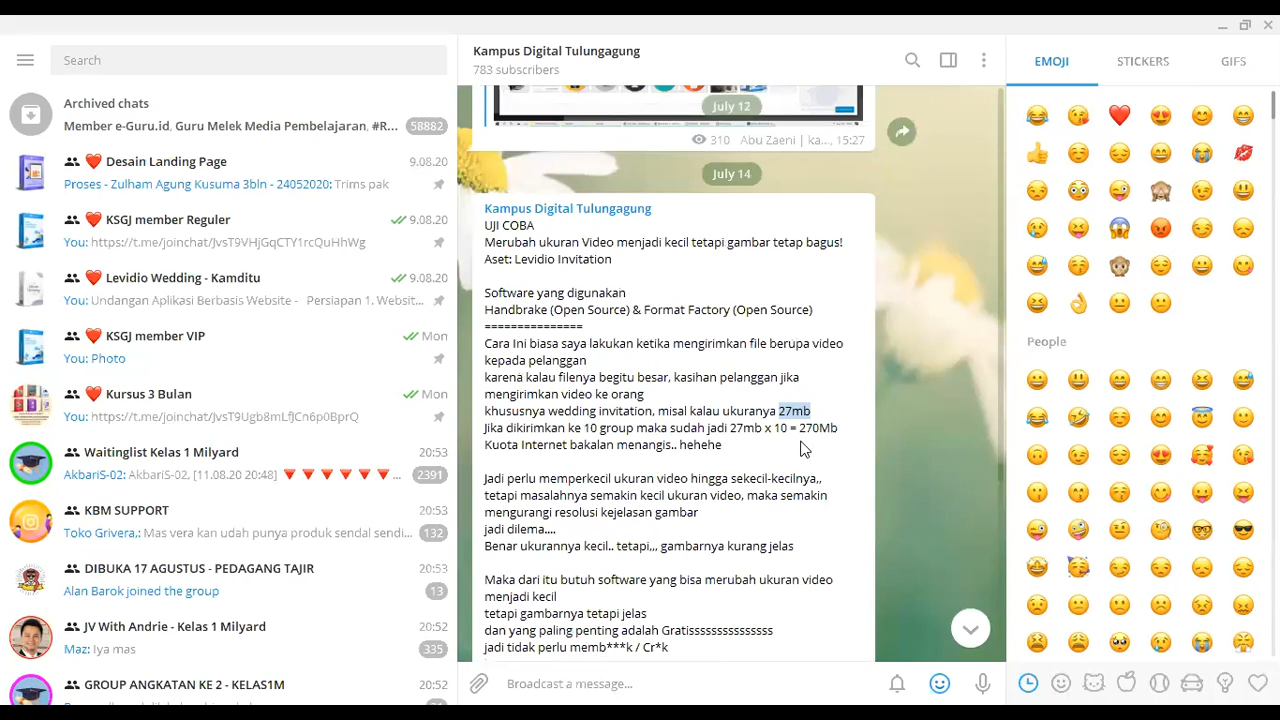 Search
Archived chats
Member e-Guru.id, Guru Melek Media Pembelajaran, #R...
58882
Desain Landing Page
9.08.20
Proses - Zulham Agung Kusuma 3bln - 24052020: Trims pak
KSGJ member Reguler
9.08.20
You: https://t.me/joinchat/JvsT9VHjGqCTY1rcQuHhWg
Levidio Wedding - Kamditu
9.08.20
You: Undangan Aplikasi Berbasis Website - Persiapan 1. Websit...
KSGJ member VIP
Mon
You: Photo
Kursus 3 Bulan
Mon
You: https://t.me/joinchat/JvsT9Ugb8mLfJCn6p0BprQ
Waitinglist Kelas 1 Milyard
20:53
AkbariS-02: AkbariS-02, [11.08.20 20:48]
2391
KBM SUPPORT
20:53
Toko Grivera,: Mas vera kan udah punya produk sendi...
132
DIBUKA 17 AGUSTUS - PEDAGANG TAJIR
20:53
Alan Barok joined the group
13
JV With Andrie - Kelas 1 Milyard
20:52
Maz: Iya mas
335
GROUP ANGKATAN KE 2 - KELAS1M
20:52
Kampus Digital Tulungagung
783 subscribers
July 12
310 Abu Zaeni | ka..., 15:27
July 14
Kampus Digital Tulungagung
UJI COBA
Merubah ukuran Video menjadi kecil tetapi gambar tetap bagus!
Aset: Levidio Invitation
Software yang digunakan
Handbrake (Open Source) & Format Factory (Open Source)
===============
Cara Ini biasa saya lakukan ketika mengirimkan file berupa video
kepada pelanggan
karena kalau filenya begitu besar, kasihan pelanggan jika
mengirimkan video ke orang
khususnya wedding invitation, misal kalau ukuranya 27mb
Jika dikirimkan ke 10 group maka sudah jadi 27mb x 10 = 270Mb
Kuota Internet bakalan menangis.. hehehe
Jadi perlu memperkecil ukuran video hingga sekecil-kecilnya,,
tetapi masalahnya semakin kecil ukuran video, maka semakin
mengurangi resolusi kejelasan gambar
jadi dilema....
Benar ukurannya kecil.. tetapi,,, gambarnya kurang jelas
Maka dari itu butuh software yang bisa merubah ukuran video
menjadi kecil
tetapi gambarnya tetapi jelas
dan yang paling penting adalah Gratisssssssssssssss
jadi tidak perlu memb***k / Cr*k
Broadcast a message...
EMOJI
STICKERS
GIFS
People